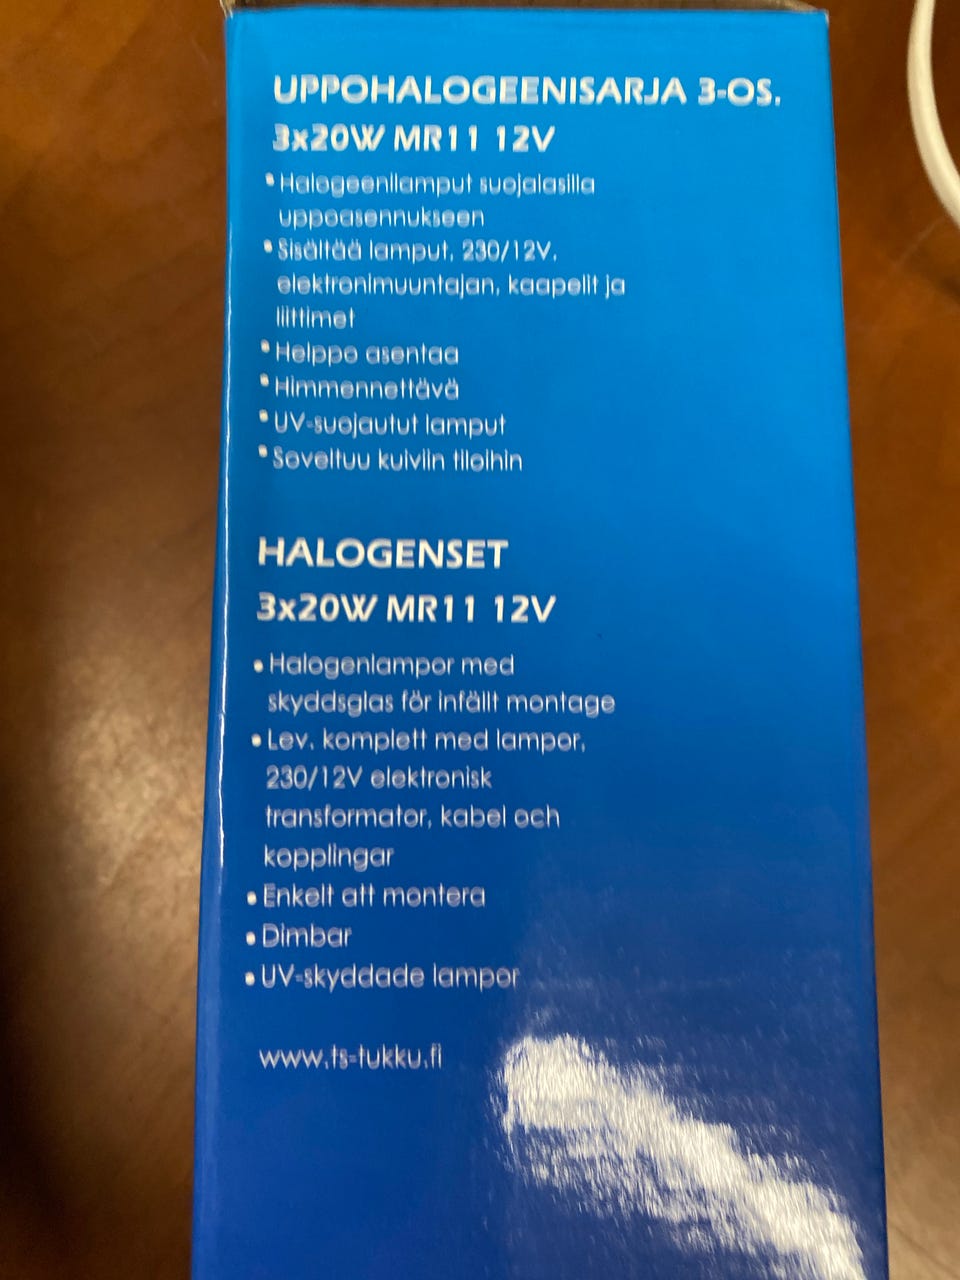 UPPOHALOGEENISARJA 3-OS.
3x20W MR11 12V
• Halogeenilamput suojalasilla
uppoasennukseen
• Sisältää lamput, 230/12V,
elektronimuuntajan, kaapelit ja
liittimet
• Helppo asentaa
• Himmennettävä
• UV-suojautut lamput
• Soveltuu kuiviin tiloihin
HALOGENSET
3x20W MR11 12V
• Halogenlampor med
skyddsglas för infällt montage
• Lev. komplett med lampor,
230/12V elektronisk
transformator, kabel och
kopplingar
• Enkelt att montera
• Dimbar
• UV-skyddade lampor
www.ts-tukku.fi